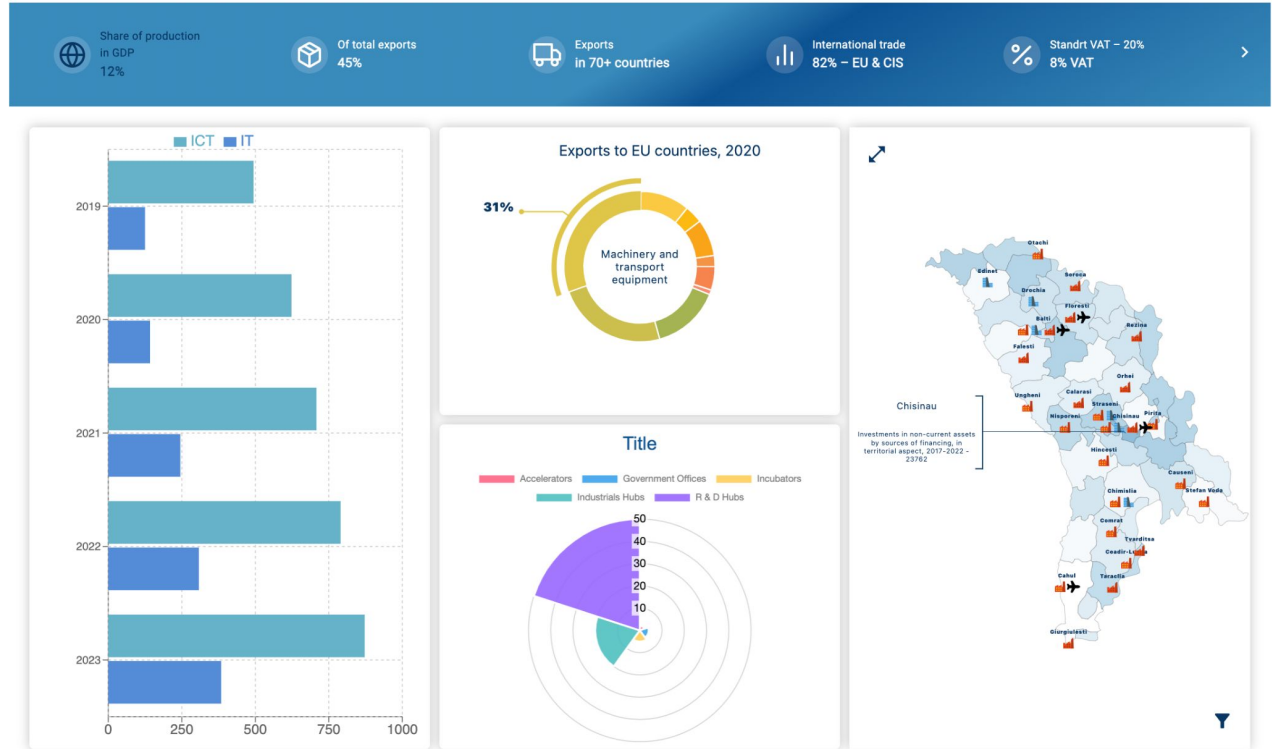 Share of production
in GDP
12%
Of total exports
45%
Exports
in 70+ countries
International trade
82% – EU & CIS
Standrt VAT – 20%
8% VAT
ICT IT
2019
2020
2021
2022
2023
0 250 500 750 1000
Exports to EU countries, 2020
31%
Machinery and
transport
equipment
Title
Accelerators Government Offices Incubators
Industrials Hubs R & D Hubs
50
40
30
20
10
Otachi
Edinet
Soroca
Drochia
Floresti
Balti
Rezina
Falesti
Orhei
Calarasi
Ungheni
Straseni
Chisinau
Pirita
Nisporeni
Chisinau
Investments in non-current assets
by sources of financing, in
territorial aspect, 2017-2022 -
23762
Hincesti
Causeni
Chimislia
Stefan Voda
Comrat
Tvarditsa
Ceadir-Lunga
Cahul
Taraclia
Giurgiulesti